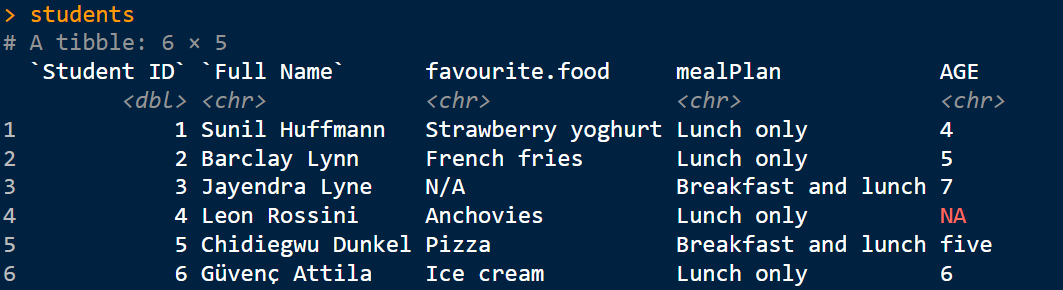 > students
# A tibble: 6 × 5
  `Student ID` `Full Name`      favourite.food     mealPlan            AGE
         <dbl> <chr>            <chr>              <chr>               <chr>
1            1 Sunil Huffmann   Strawberry yoghurt Lunch only          4
2            2 Barclay Lynn     French fries       Lunch only          5
3            3 Jayendra Lyne    N/A                Breakfast and lunch 7
4            4 Leon Rossini     Anchovies          Lunch only          NA
5            5 Chidiegwu Dunkel Pizza              Breakfast and lunch five
6            6 Güvenç Attila    Ice cream          Lunch only          6